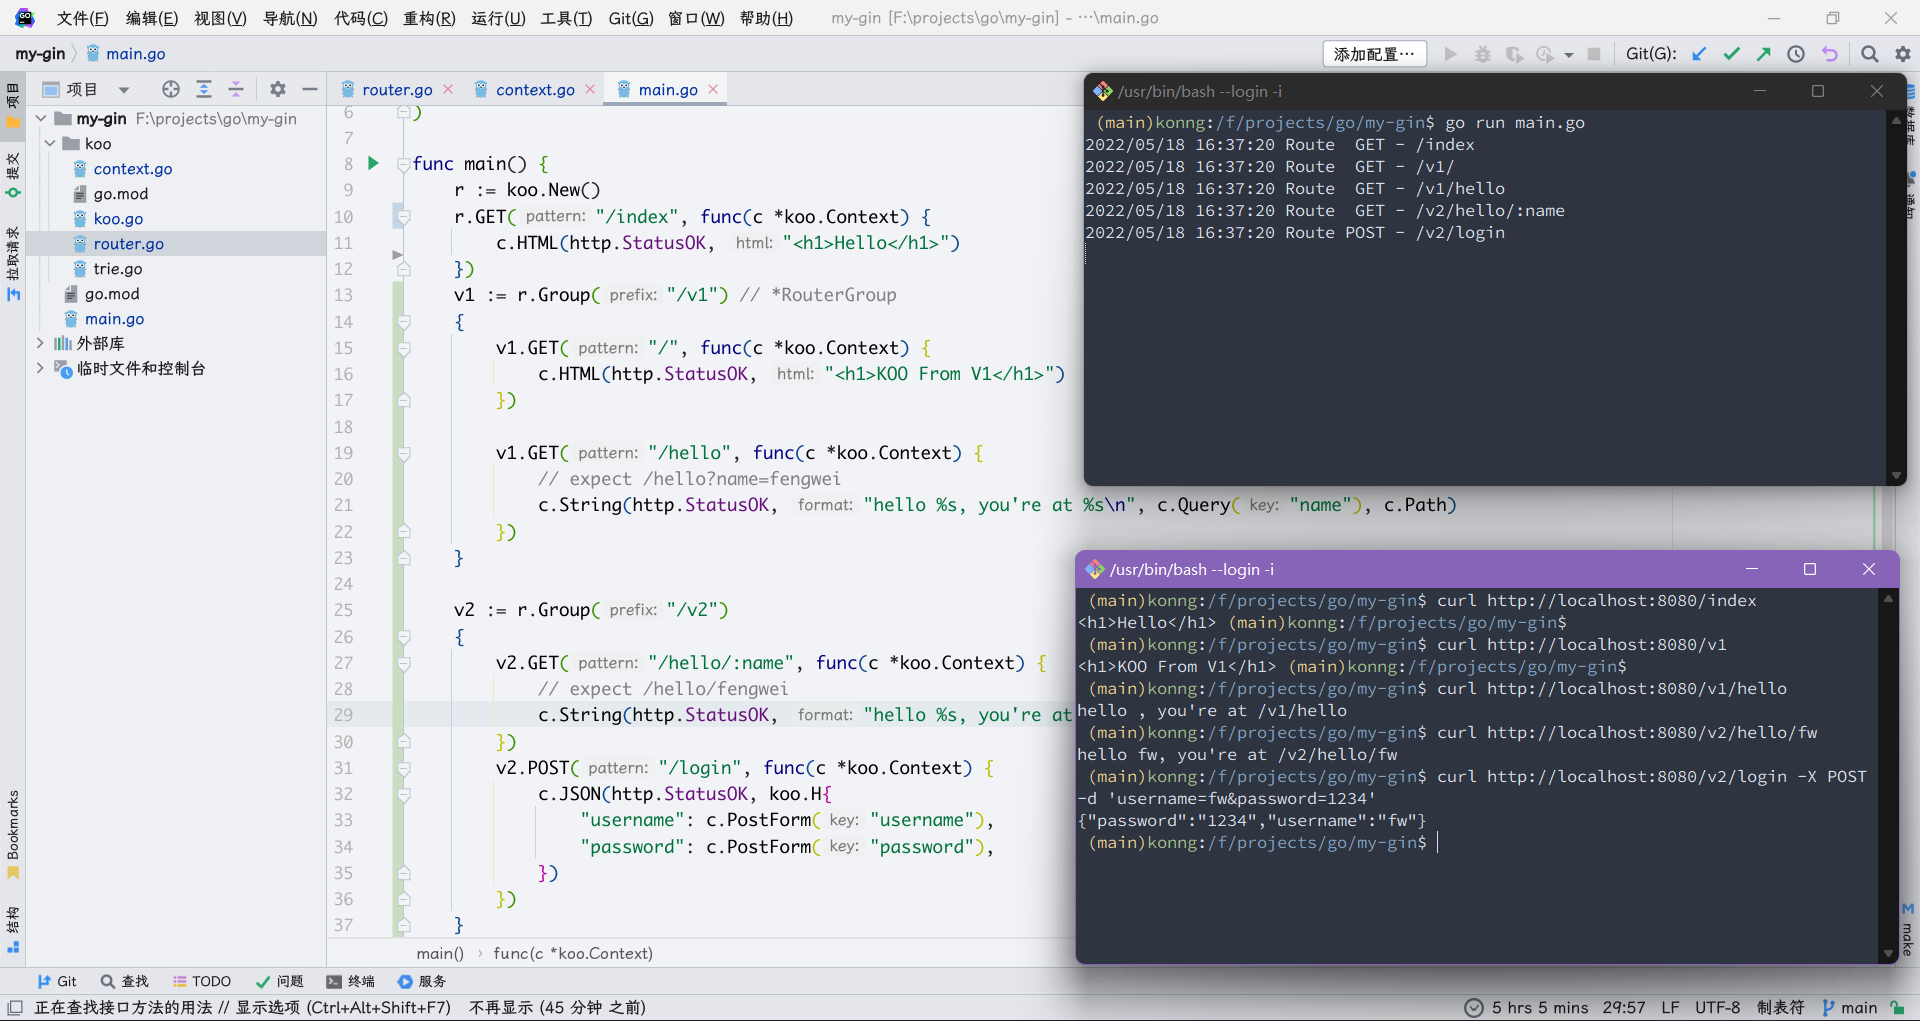 文件(F) 编辑(E) 视图(V) 导航(N) 代码(C) 重构(R) 运行(U) 工具(T) Git(G) 窗口(W) 帮助(H) my-gin [F:\projects\go\my-gin] - ...\main.go
my-gin main.go 添加配置... Git(G):
项目
router.go context.go main.go
my-gin F:\projects\go\my-gin
koo
context.go
go.mod
koo.go
router.go
trie.go
go.mod
main.go
外部库
临时文件和控制台
项目
提交
拉取请求
Bookmarks
结构
6 )
7
8 func main() {
9 r := koo.New()
10 r.GET( pattern: "/index", func(c *koo.Context) {
11 c.HTML(http.StatusOK, html: "<h1>Hello</h1>")
12 })
13 v1 := r.Group( prefix: "/v1") // *RouterGroup
14 {
15 v1.GET( pattern: "/", func(c *koo.Context) {
16 c.HTML(http.StatusOK, html: "<h1>KOO From V1</h1>")
17 })
18
19 v1.GET( pattern: "/hello", func(c *koo.Context) {
20 // expect /hello?name=fengwei
21 c.String(http.StatusOK, format: "hello %s, you're at %s\n", c.Query( key: "name"), c.Path)
22 })
23 }
24
25 v2 := r.Group( prefix: "/v2")
26 {
27 v2.GET( pattern: "/hello/:name", func(c *koo.Context) {
28 // expect /hello/fengwei
29 c.String(http.StatusOK, format: "hello %s, you're at
30 })
31 v2.POST( pattern: "/login", func(c *koo.Context) {
32 c.JSON(http.StatusOK, koo.H{
33 "username": c.PostForm( key: "username"),
34 "password": c.PostForm( key: "password"),
35 })
36 })
37 }
main() func(c *koo.Context)
/usr/bin/bash --login -i
(main)konng:/f/projects/go/my-gin$ go run main.go
2022/05/18 16:37:20 Route  GET - /index
2022/05/18 16:37:20 Route  GET - /v1/
2022/05/18 16:37:20 Route  GET - /v1/hello
2022/05/18 16:37:20 Route  GET - /v2/hello/:name
2022/05/18 16:37:20 Route POST - /v2/login
/usr/bin/bash --login -i
(main)konng:/f/projects/go/my-gin$ curl http://localhost:8080/index
<h1>Hello</h1> (main)konng:/f/projects/go/my-gin$
(main)konng:/f/projects/go/my-gin$ curl http://localhost:8080/v1
<h1>KOO From V1</h1> (main)konng:/f/projects/go/my-gin$
(main)konng:/f/projects/go/my-gin$ curl http://localhost:8080/v1/hello
hello , you're at /v1/hello
(main)konng:/f/projects/go/my-gin$ curl http://localhost:8080/v2/hello/fw
hello fw, you're at /v2/hello/fw
(main)konng:/f/projects/go/my-gin$ curl http://localhost:8080/v2/login -X POST
-d 'username=fw&password=1234'
{"password":"1234","username":"fw"}
(main)konng:/f/projects/go/my-gin$
make
Git 查找 TODO 问题 终端 服务
正在查找接口方法的用法 // 显示选项 (Ctrl+Alt+Shift+F7) 不再显示 (45 分钟 之前) 5 hrs 5 mins 29:57 LF UTF-8 制表符 main